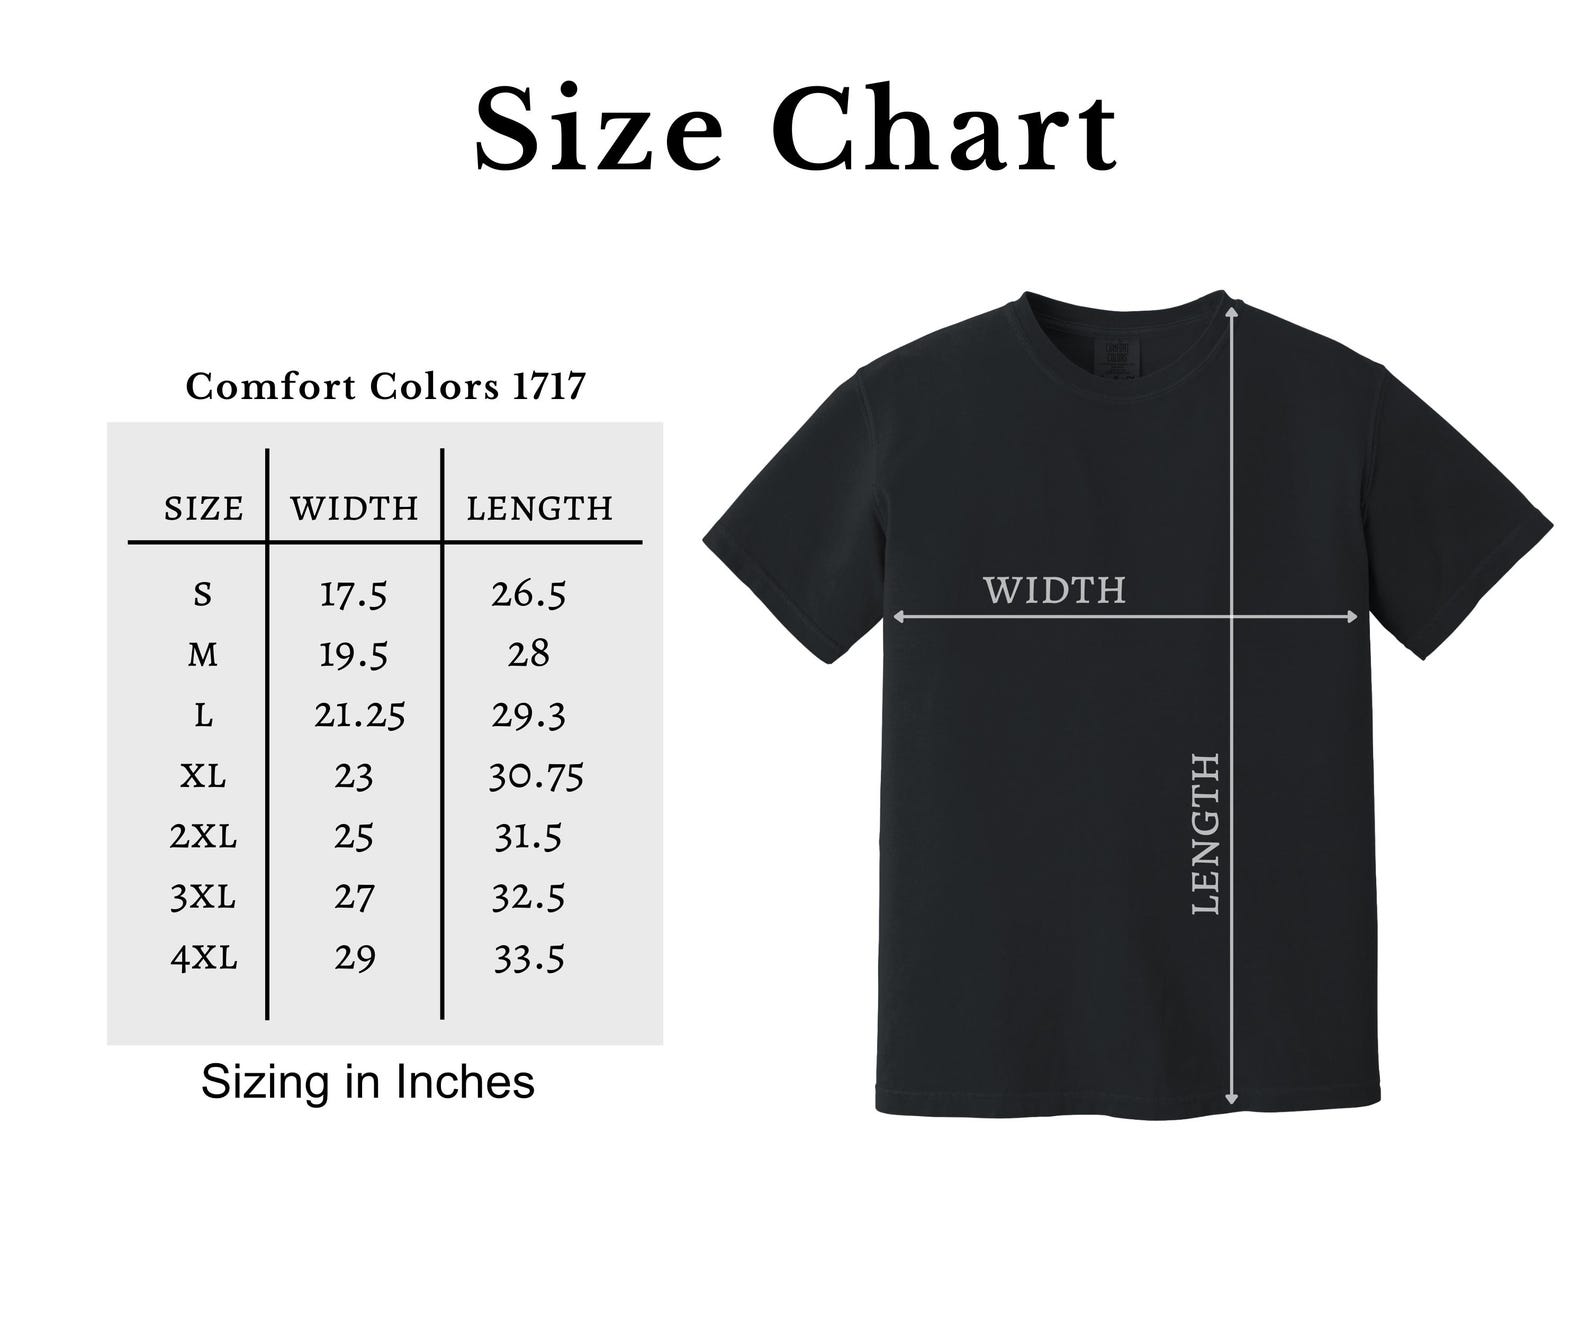 Size Chart
Comfort Colors 1717
SIZE WIDTH LENGTH
S 17.5 26.5
M 19.5 28
L 21.25 29.3
XL 23 30.75
2XL 25 31.5
3XL 27 32.5
4XL 29 33.5
Sizing in Inches
COMFORT
COLORS
WIDTH
LENGTH